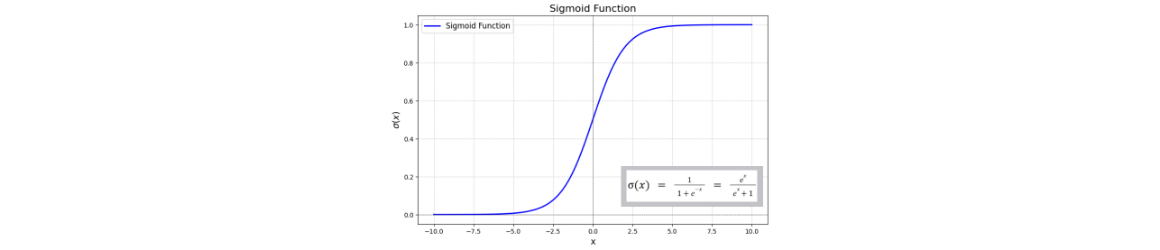 Sigmoid Function
Sigmoid Function
1.0
0.8
0.6
0.4
0.2
0.0
σ(x)
σ(x) = 1 / (1 + e^-x) = e^x / (e^x + 1)
−10.0 −7.5 −5.0 −2.5 0.0 2.5 5.0 7.5 10.0
x